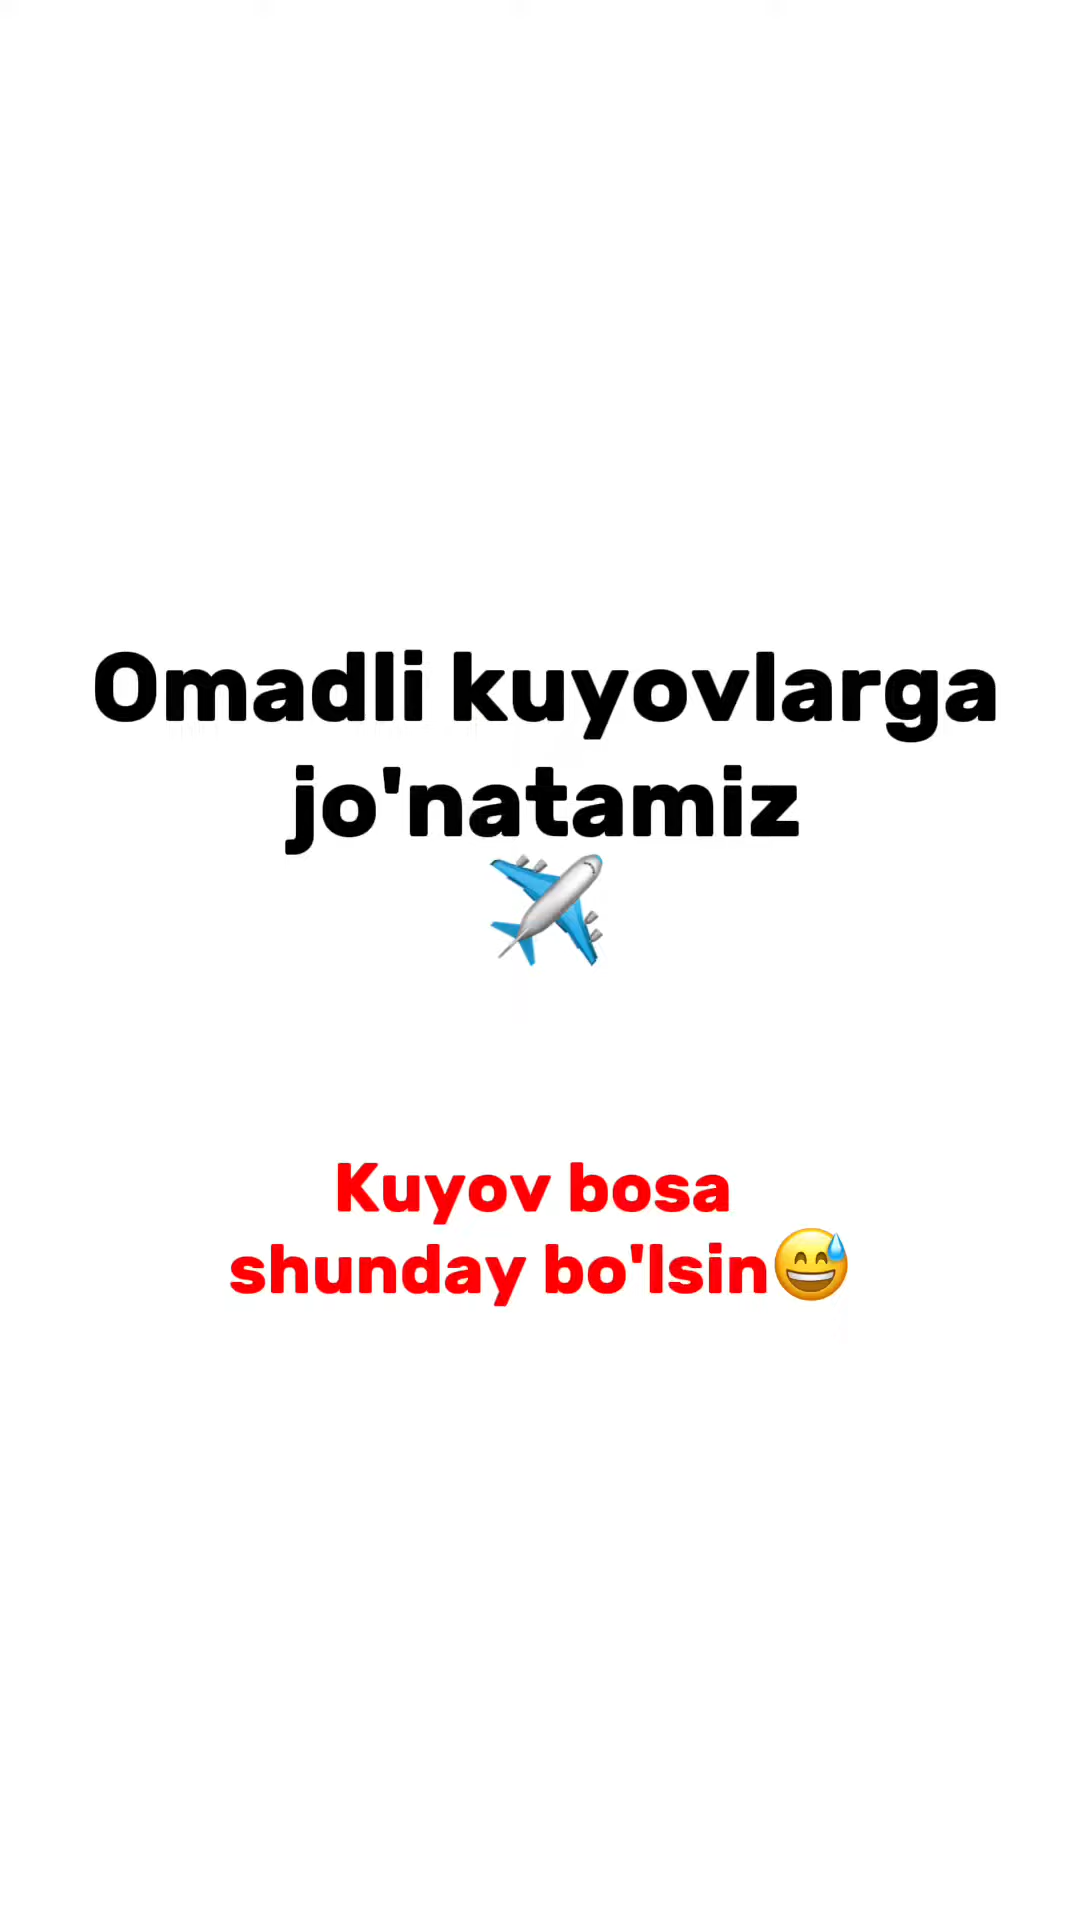 Omadli kuyovlarga
jo'natamiz
✈️
Kuyov bosa
shunday bo'lsin😅